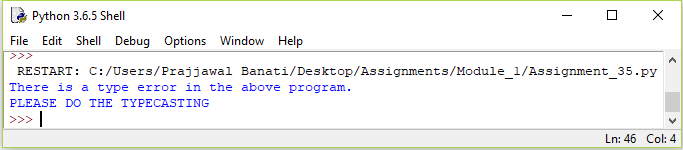 Python 3.6.5 Shell
File Edit Shell Debug Options Window Help
>>>
RESTART: C:/Users/Prajjawal Banati/Desktop/Assignments/Module_1/Assignment_35.py
There is a type error in the above program.
PLEASE DO THE TYPECASTING
>>>
Ln: 46 Col: 4